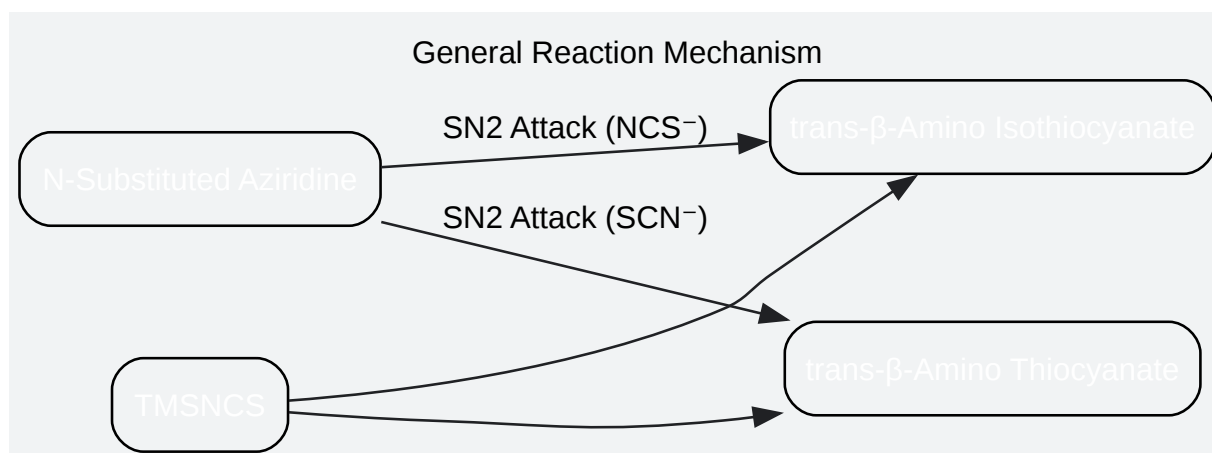 General Reaction Mechanism
SN2 Attack (NCS⁻)
trans-β-Amino Isothiocyanate
N-Substituted Aziridine
SN2 Attack (SCN⁻)
trans-β-Amino Thiocyanate
TMSNCS